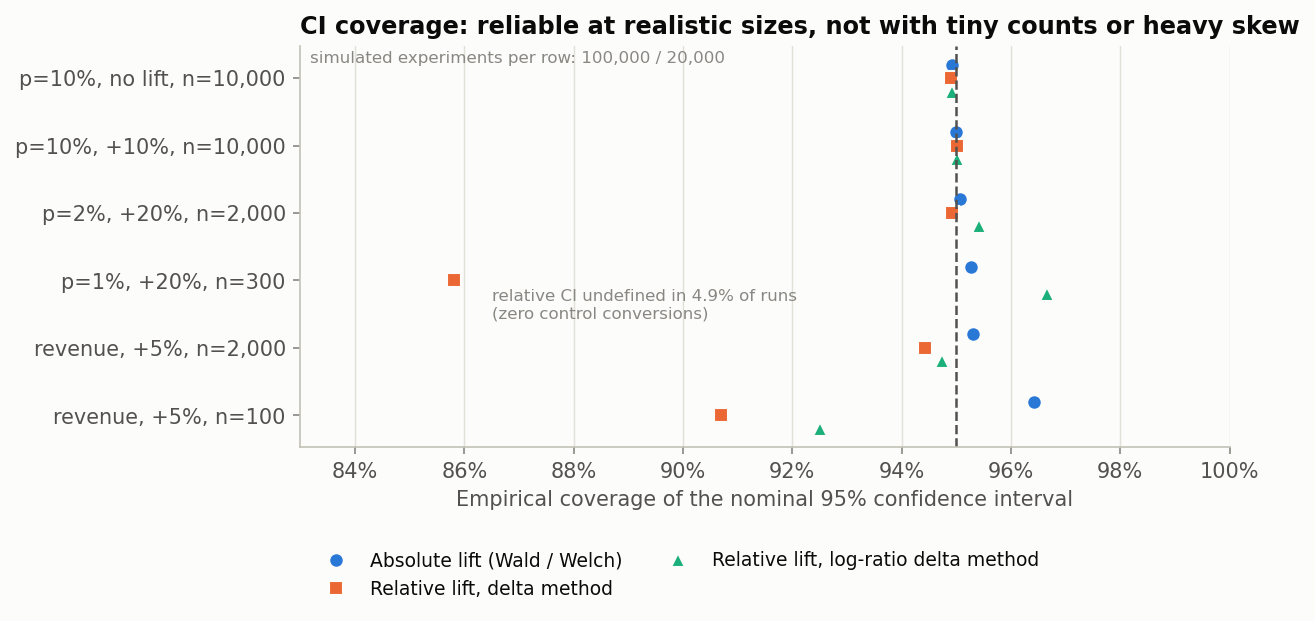 CI coverage: reliable at realistic sizes, not with tiny counts or heavy skew
simulated experiments per row: 100,000 / 20,000
p=10%, no lift, n=10,000
p=10%, +10%, n=10,000
p=2%, +20%, n=2,000
p=1%, +20%, n=300
relative CI undefined in 4.9% of runs
(zero control conversions)
revenue, +5%, n=2,000
revenue, +5%, n=100
84% 86% 88% 90% 92% 94% 96% 98% 100%
Empirical coverage of the nominal 95% confidence interval
Absolute lift (Wald / Welch) Relative lift, log-ratio delta method
Relative lift, delta method